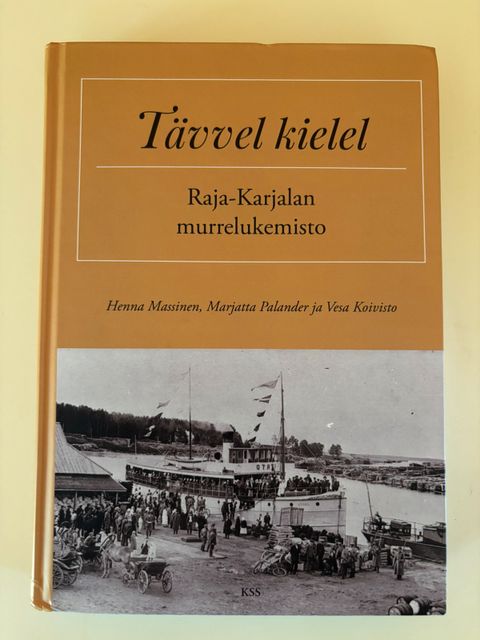 Tävvel kielel
Raja-Karjalan
murrelukemisto
Henna Massinen, Marjatta Palander ja Vesa Koivisto
KSS